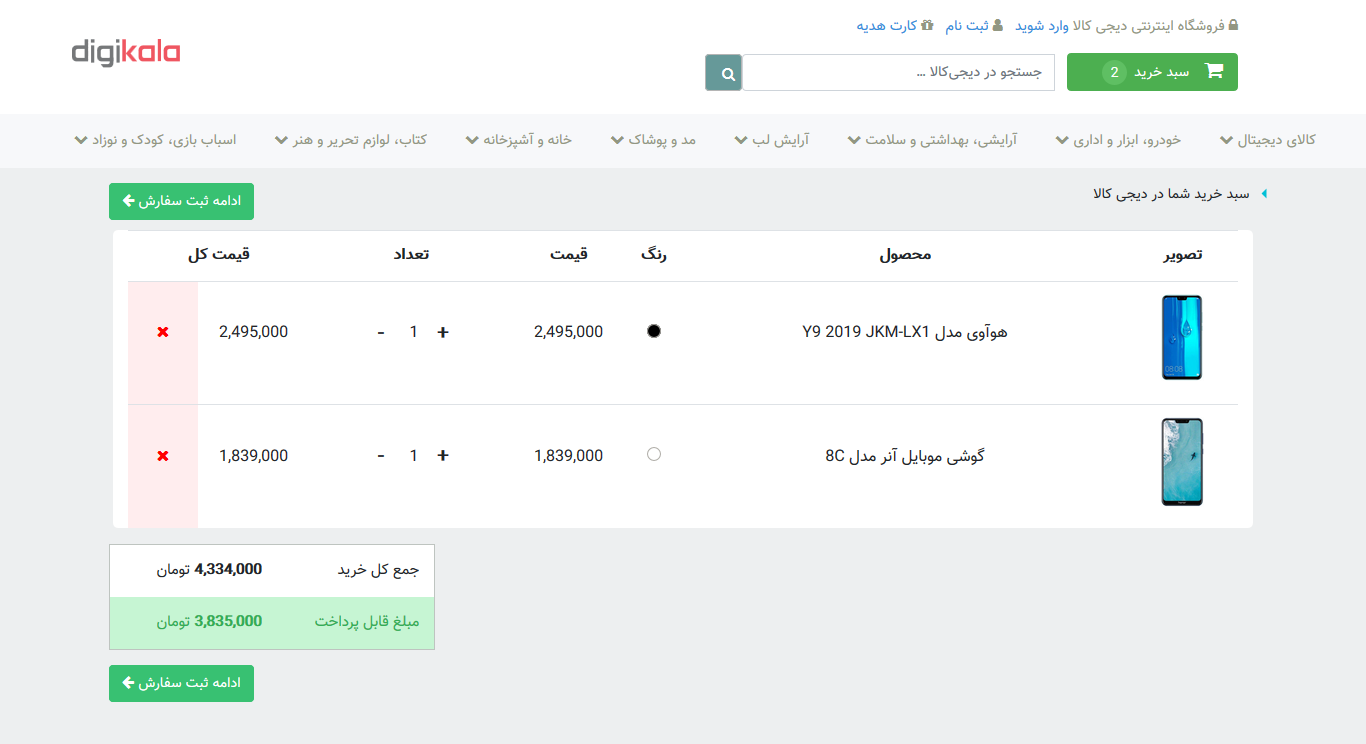 فروشگاه اینترنتی دیجی کالا وارد شوید ثبت نام کارت هدیه
digikala
سبد خرید 2
جستجو در دیجی‌کالا ...
کالای دیجیتال خودرو، ابزار و اداری آرایشی، بهداشتی و سلامت آرایش لب مد و پوشاک خانه و آشپزخانه کتاب، لوازم تحریر و هنر اسباب بازی، کودک و نوزاد
سبد خرید شما در دیجی کالا
ادامه ثبت سفارش
تصویر محصول رنگ قیمت تعداد قیمت کل
هوآوی مدل Y9 2019 JKM-LX1 2,495,000 + 1 - 2,495,000
08:08
گوشی موبایل آنر مدل 8C 1,839,000 + 1 - 1,839,000
جمع کل خرید 4,334,000 تومان
مبلغ قابل پرداخت 3,835,000 تومان
ادامه ثبت سفارش